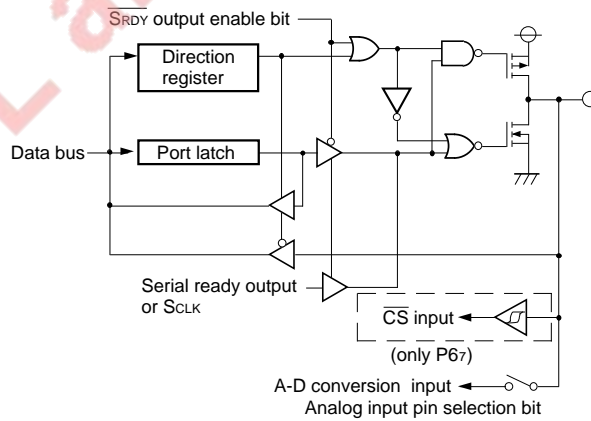 SRDY output enable bit
Direction
register
Data bus
Port latch
Serial ready output
or SCLK
CS input
(only P67)
A-D conversion input
Analog input pin selection bit